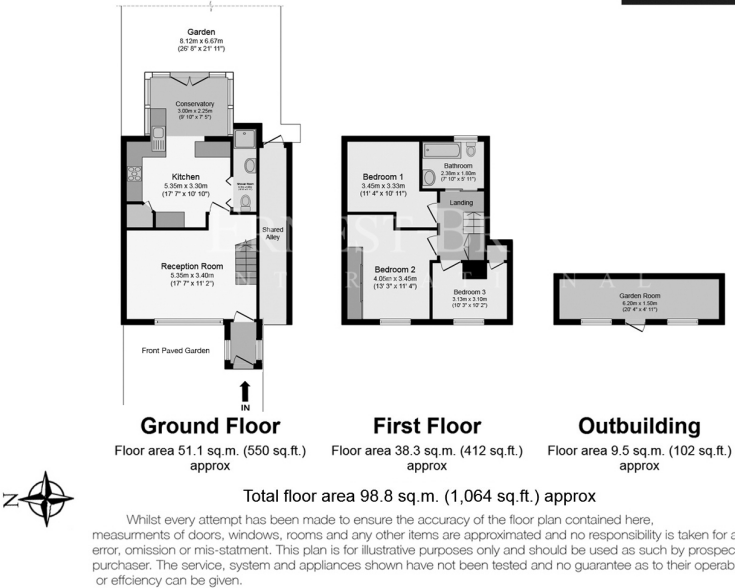 Garden
8.12m x 6.67m
(26' 8" x 21' 11")
Conservatory
3.00m x 2.25m
(9' 10" x 7' 5")
Kitchen
5.35m x 3.30m
(17' 7" x 10' 10")
Shower Room
Shared
Alley
Reception Room
5.35m x 3.40m
(17' 7" x 11' 2")
Front Paved Garden
IN
Bedroom 1
3.45m x 3.33m
(11' 4" x 10' 11")
Bathroom
2.38m x 1.80m
(7' 10" x 5' 11")
Landing
Bedroom 2
4.05m x 3.45m
(13' 3" x 11' 4")
Bedroom 3
3.13m x 3.10m
(10' 3" x 10' 2")
Garden Room
6.20m x 1.50m
(20' 4" x 4' 11")
Ground Floor
Floor area 51.1 sq.m. (550 sq.ft.)
approx
First Floor
Floor area 38.3 sq.m. (412 sq.ft.)
approx
Outbuilding
Floor area 9.5 sq.m. (102 sq.ft.)
approx
N
Total floor area 98.8 sq.m. (1,064 sq.ft.) approx
Whilst every attempt has been made to ensure the accuracy of the floor plan contained here,
measurments of doors, windows, rooms and any other items are approximated and no responsibility is taken for a
error, omission or mis-statment. This plan is for illustrative purposes only and should be used as such by prospec
purchaser. The service, system and appliances shown have not been tested and no guarantee as to their operab
or effciency can be given.